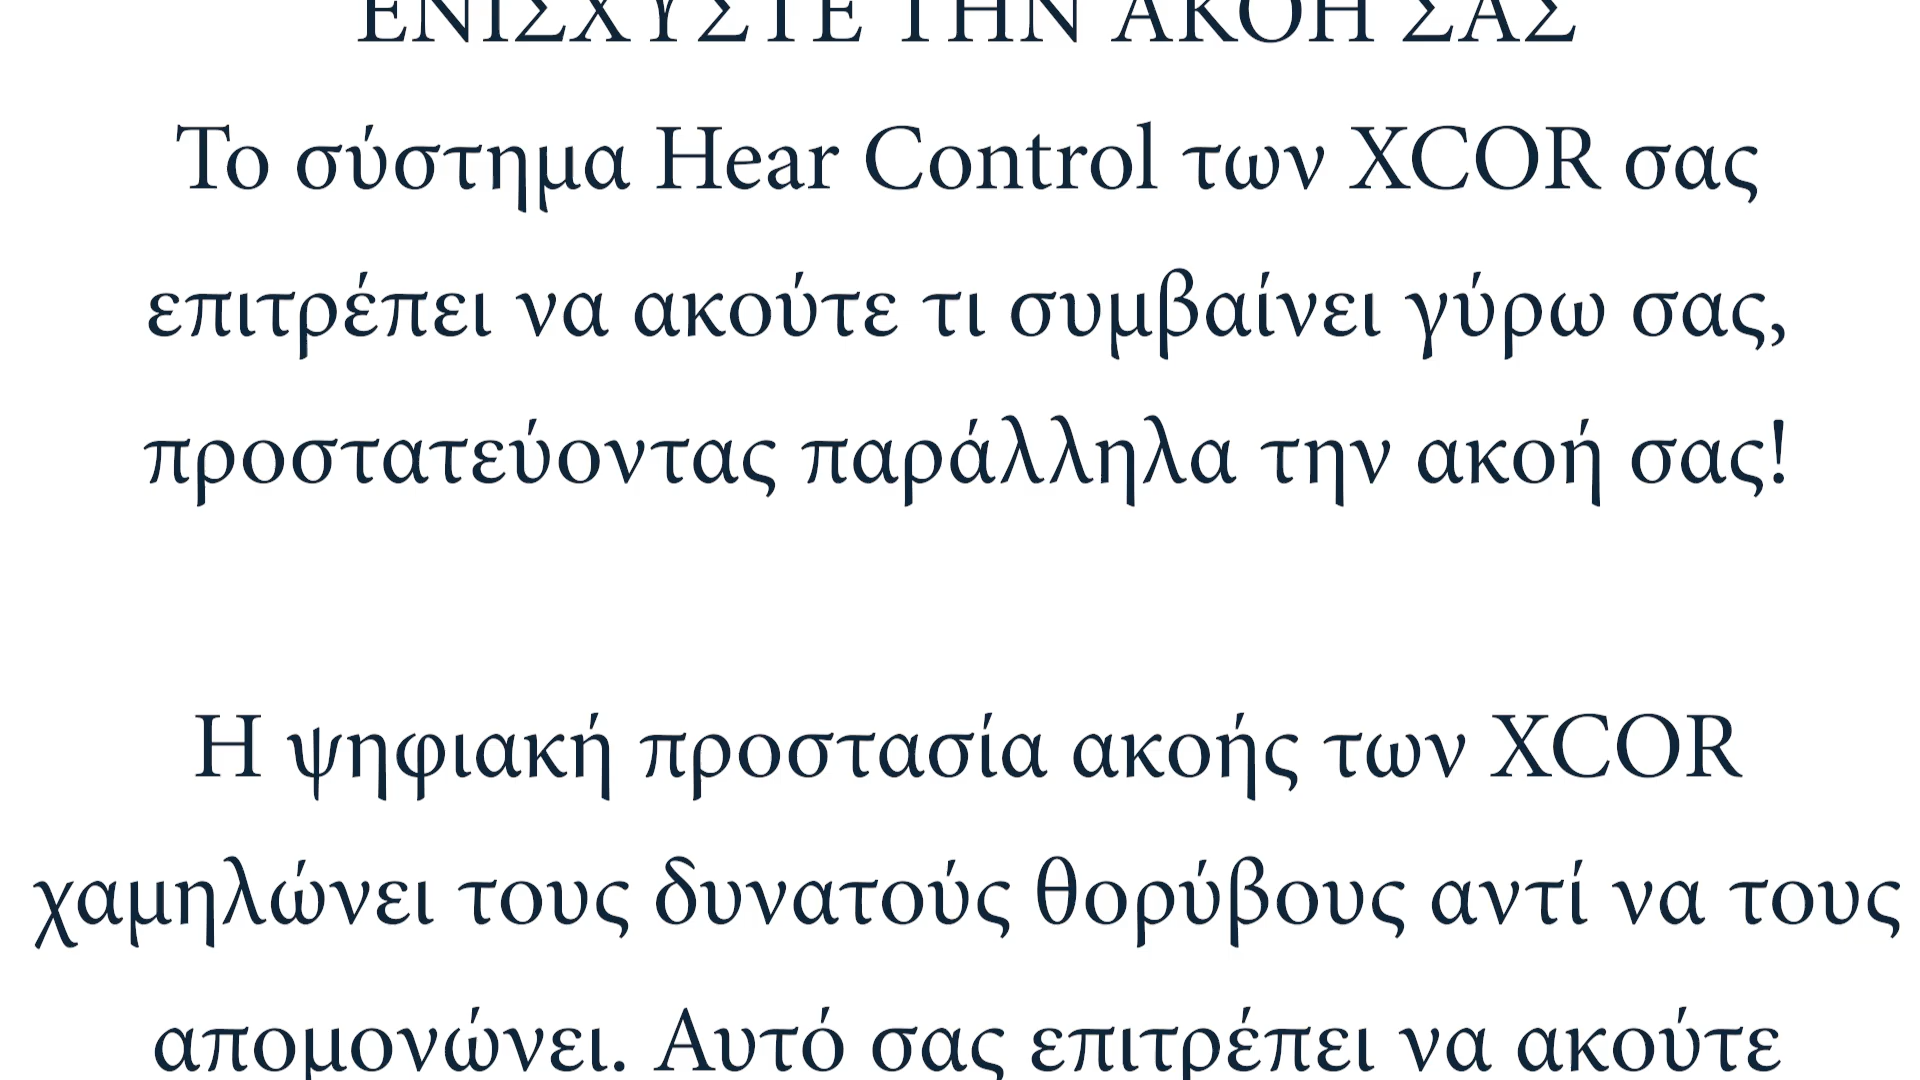 ΕΝΙΣΧΥΣΤΕ ΤΗΝ ΑΚΟΗ ΣΑΣ
Το σύστημα Hear Control των XCOR σας
επιτρέπει να ακούτε τι συμβαίνει γύρω σας,
προστατεύοντας παράλληλα την ακοή σας!
Η ψηφιακή προστασία ακοής των XCOR
χαμηλώνει τους δυνατούς θορύβους αντί να τους
απομονώνει. Αυτό σας επιτρέπει να ακούτε